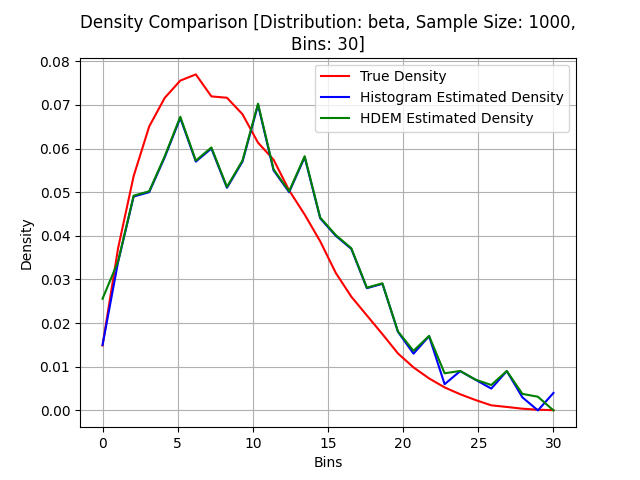 Density Comparison [Distribution: beta, Sample Size: 1000,
Bins: 30]
True Density
Histogram Estimated Density
HDEM Estimated Density
Density
0.08
0.07
0.06
0.05
0.04
0.03
0.02
0.01
0.00
0 5 10 15 20 25 30
Bins